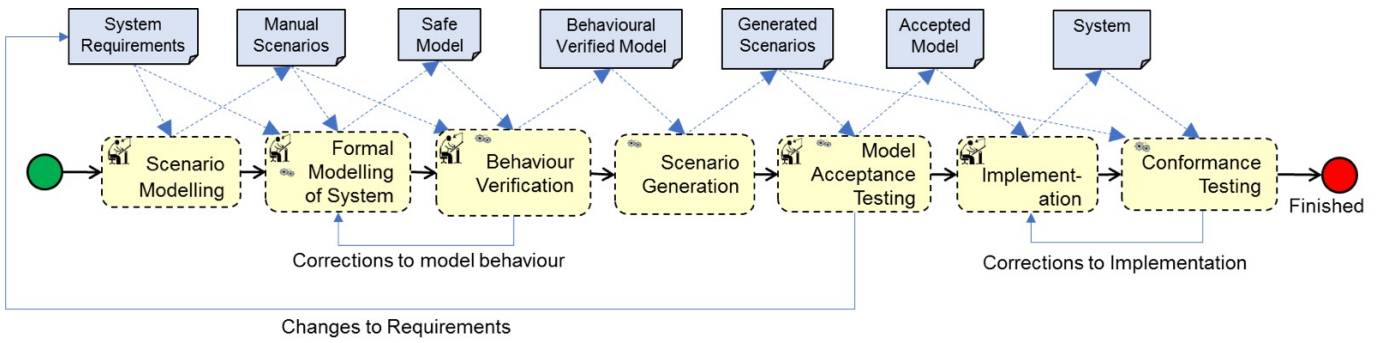 System
Requirements
Manual
Scenarios
Safe
Model
Behavioural
Verified Model
Generated
Scenarios
Accepted
Model
System
Scenario
Modelling
Formal
Modelling
of System
Behaviour
Verification
Scenario
Generation
Model
Acceptance
Testing
Implement-
ation
Conformance
Testing
Finished
Corrections to model behaviour
Corrections to Implementation
Changes to Requirements